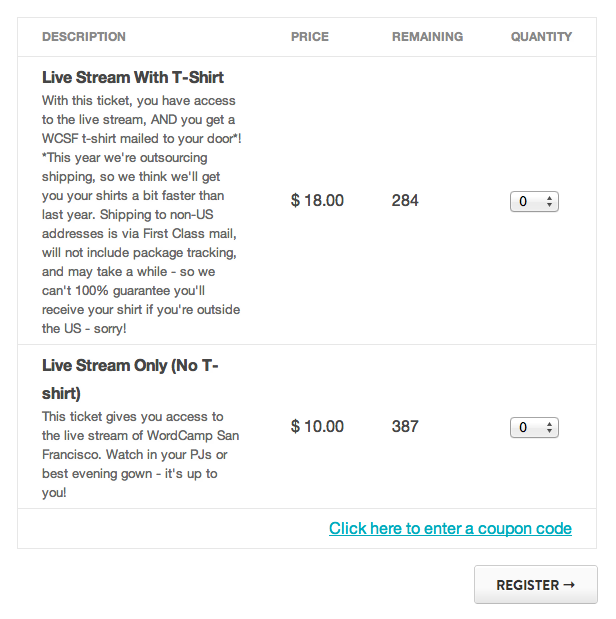 DESCRIPTION PRICE REMAINING QUANTITY
Live Stream With T-Shirt
With this ticket, you have access
to the live stream, AND you get a
WCSF t-shirt mailed to your door*!
*This year we're outsourcing
shipping, so we think we'll get
you your shirts a bit faster than
last year. Shipping to non-US
addresses is via First Class mail,
will not include package tracking,
and may take a while - so we
can't 100% guarantee you'll
receive your shirt if you're outside
the US - sorry!
$ 18.00 284 0
Live Stream Only (No T-
shirt)
This ticket gives you access to
the live stream of WordCamp San
Francisco. Watch in your PJs or
best evening gown - it's up to
you!
$ 10.00 387 0
Click here to enter a coupon code
REGISTER →